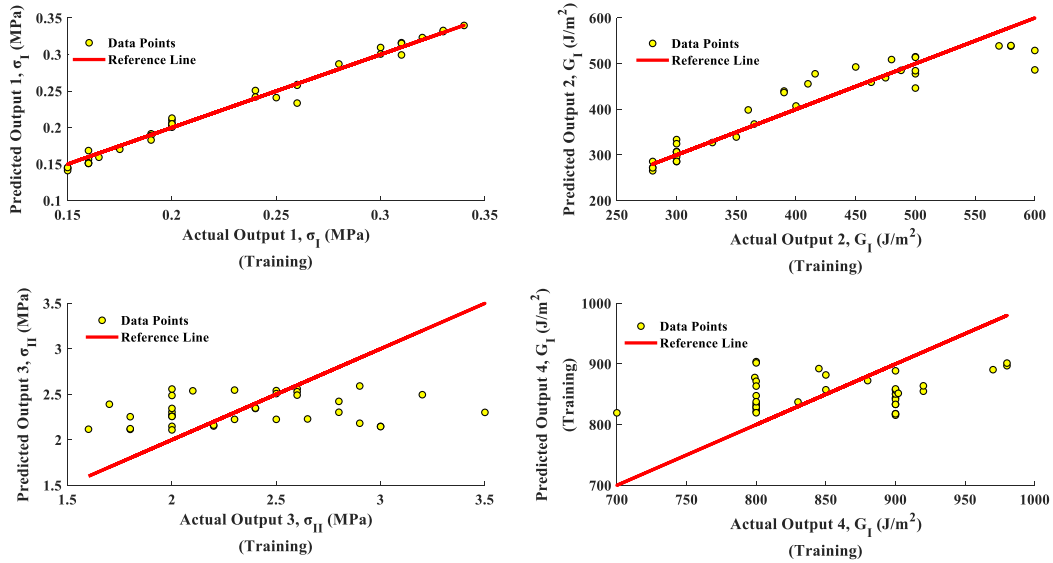 Predicted Output 1, σI (MPa)
0.35
0.3
0.25
0.2
0.15
0.1
Data Points
Reference Line
0.15 0.2 0.25 0.3 0.35
Actual Output 1, σI (MPa)
(Training)
Predicted Output 2, GI (J/m2)
600
500
400
300
200
Data Points
Reference Line
250 300 350 400 450 500 550 600
Actual Output 2, GI (J/m2)
(Training)
Predicted Output 3, σII (MPa)
3.5
3
2.5
2
1.5
Data Points
Reference Line
1.5 2 2.5 3 3.5
Actual Output 3, σII (MPa)
(Training)
Predicted Output 4, GI (J/m2)
(Training)
1000
900
800
700
Data Points
Reference Line
700 750 800 850 900 950 1000
Actual Output 4, GI (J/m2)
(Training)